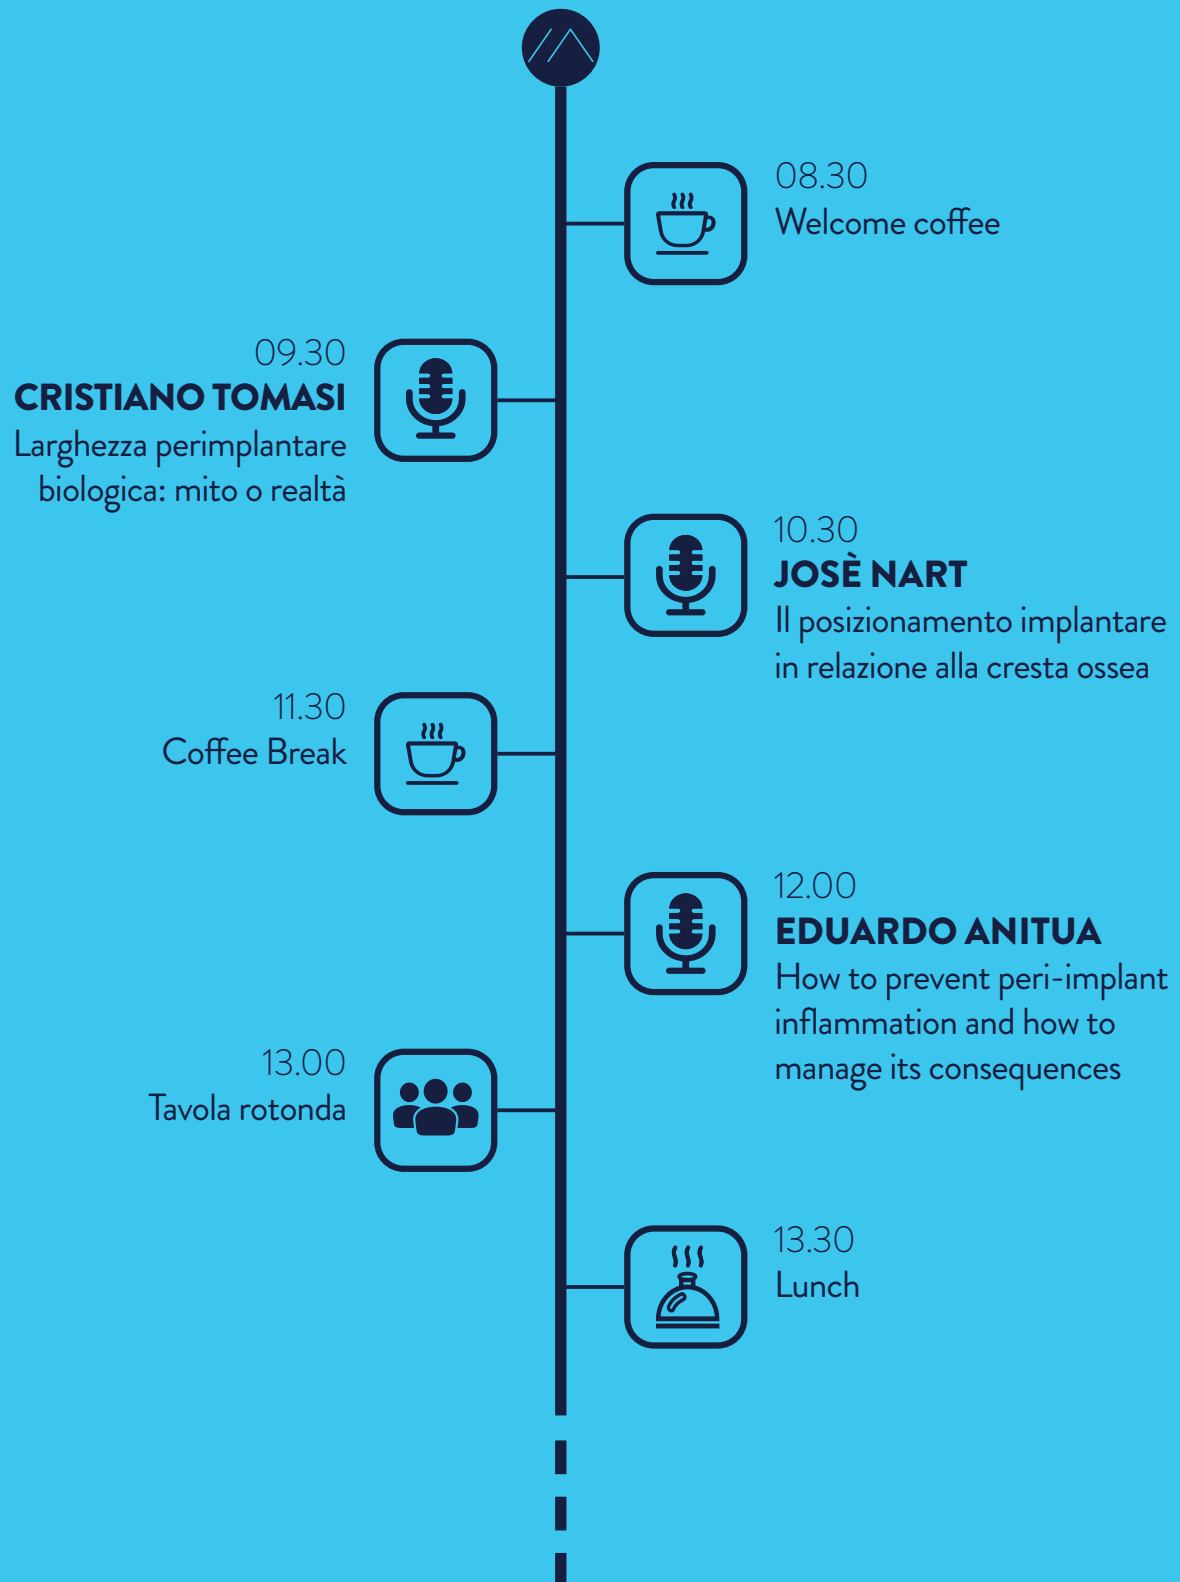 08.30
Welcome coffee
09.30
CRISTIANO TOMASI
Larghezza perimplantare
biologica: mito o realtà
10.30
JOSÈ NART
Il posizionamento implantare
in relazione alla cresta ossea
11.30
Coffee Break
12.00
EDUARDO ANITUA
How to prevent peri-implant
inflammation and how to
manage its consequences
13.00
Tavola rotonda
13.30
Lunch